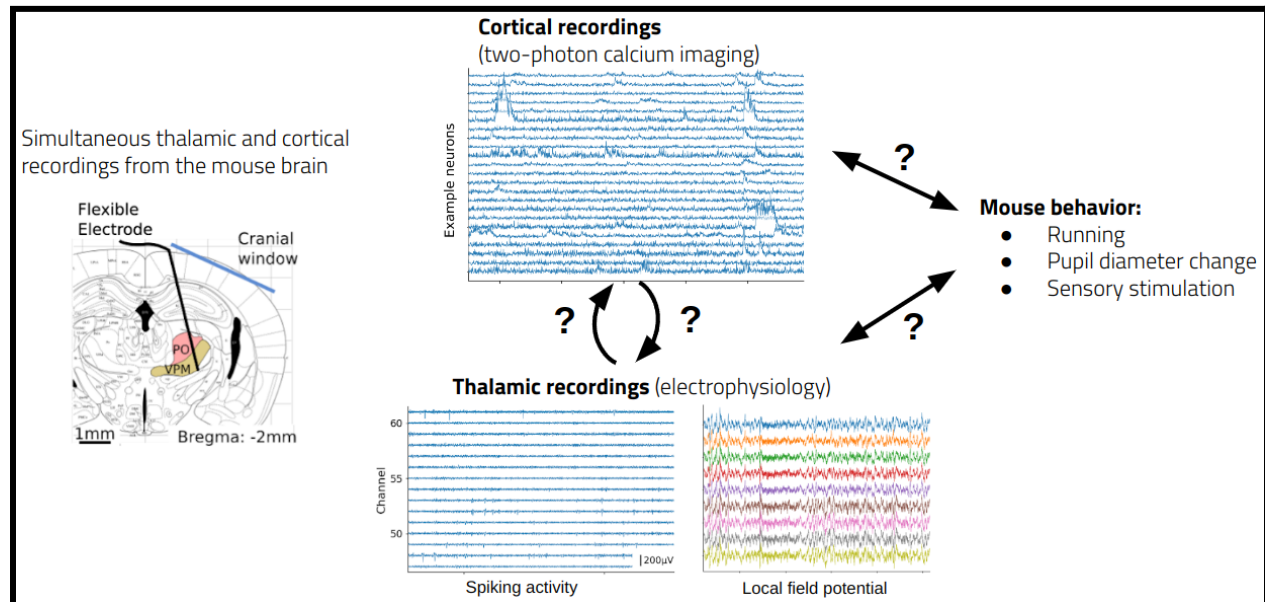 Cortical recordings
(two-photon calcium imaging)
Example neurons
Simultaneous thalamic and cortical
recordings from the mouse brain
Flexible
Electrode
Cranial
window
PO
VPM
1mm
Bregma: -2mm
?
Mouse behavior:
● Running
● Pupil diameter change
● Sensory stimulation
?
? ?
Thalamic recordings (electrophysiology)
Channel
60
55
50
200μV
Spiking activity
Local field potential